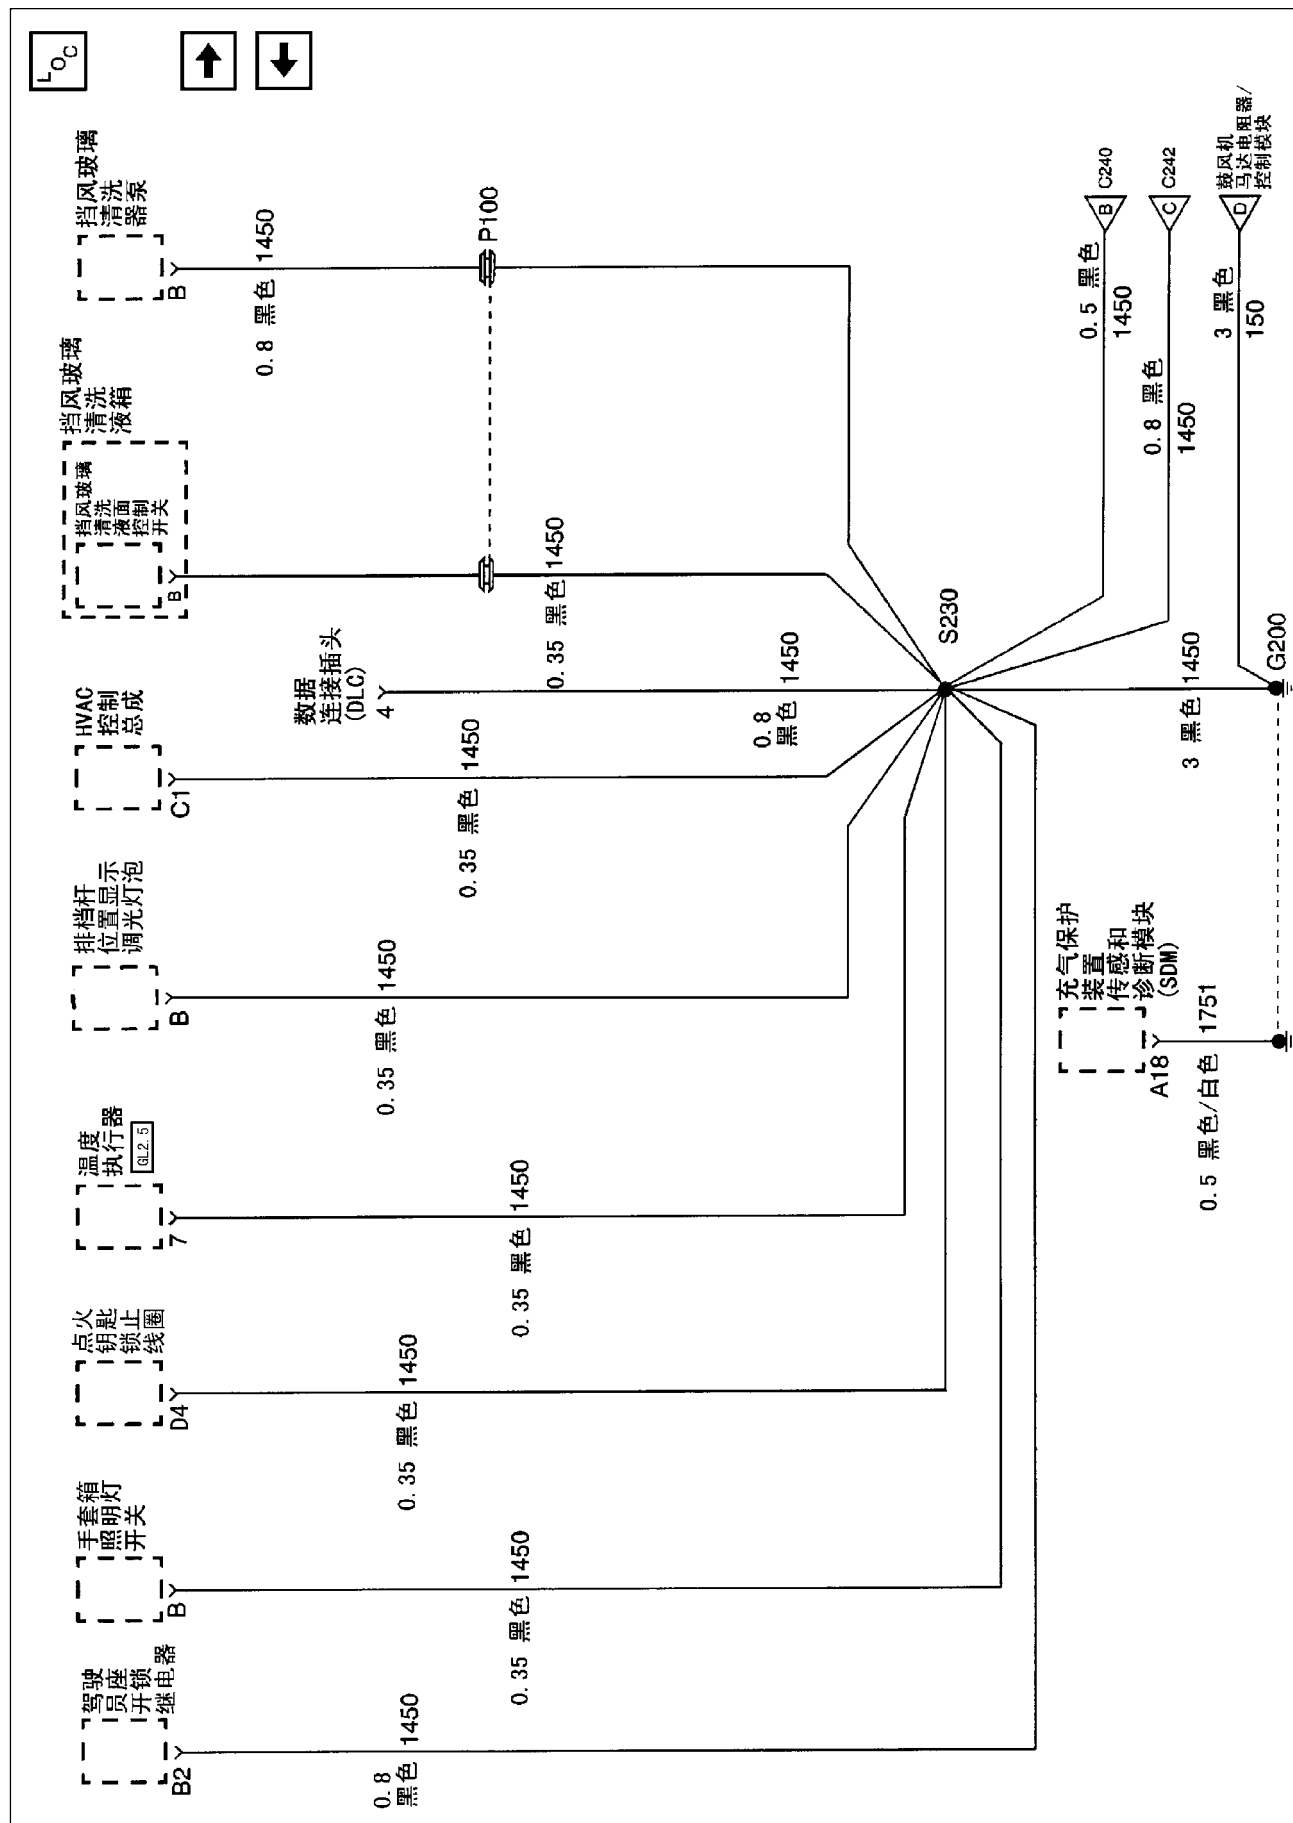 LOC
驾驶
员座
开锁
继电器
B2
0.8
黑色
1450
手套箱
照明灯
开关
B
0.35 黑色
1450
点火
钥匙
锁止
线圈
D4
0.35 黑色
1450
温度
执行器
GL2.5
7
0.35 黑色
1450
排档杆
位置显示
调光灯泡
B
0.35 黑色
1450
HVAC
控制
总成
C1
0.35 黑色
1450
数据
连接插头
(DLC)
4
0.8
黑色
1450
挡风玻璃
清洗
液箱
挡风玻璃
清洗
液面
控制
开关
B
0.35 黑色
1450
挡风玻璃
清洗
器泵
B
0.8 黑色
1450
P100
S230
充气保护
装置
传感和
诊断模块
(SDM)
A18
0.5 黑色/白色
1751
3 黑色
1450
G200
0.5 黑色
1450
B
C240
0.8 黑色
1450
C
C242
3 黑色
150
D
鼓风机
马达电阻器/
控制模块